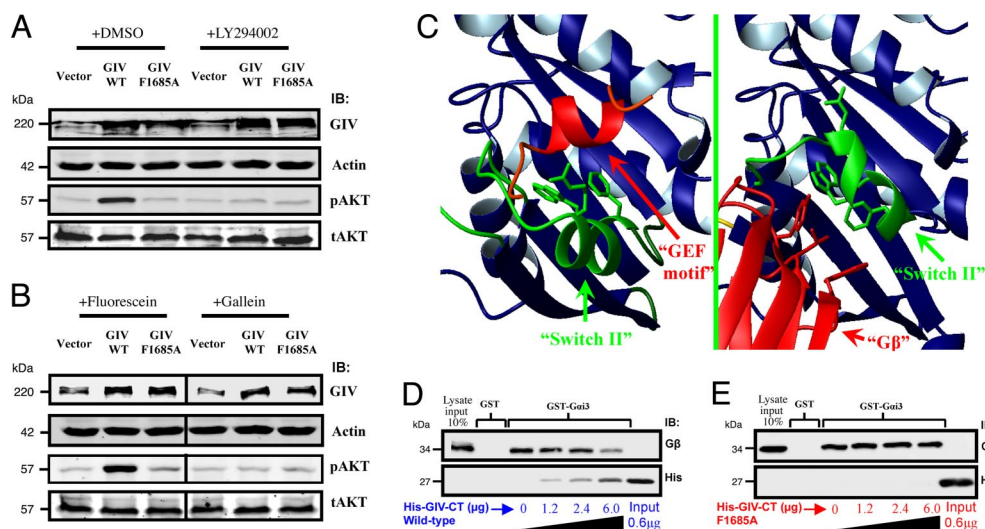 A
+DMSO +LY294002
Vector GIV WT GIV F1685A Vector GIV WT GIV F1685A
kDa IB:
220 GIV
42 Actin
57 pAKT
57 tAKT
B
+Fluorescein +Gallein
Vector GIV WT GIV F1685A Vector GIV WT GIV F1685A
kDa IB:
220 GIV
42 Actin
57 pAKT
57 tAKT
C
“GEF motif”
“Switch II”
“Switch II”
“Gβ”
D
Lysate input 10% GST GST-Gαi3
kDa IB:
34 Gβ
27 His
His-GIV-CT (µg) 0 1.2 2.4 6.0 Input
Wild-type 0.6µg
E
Lysate input 10% GST GST-Gαi3
kDa
34
27
His-GIV-CT (µg) 0 1.2 2.4 6.0 Input
F1685A 0.6µg